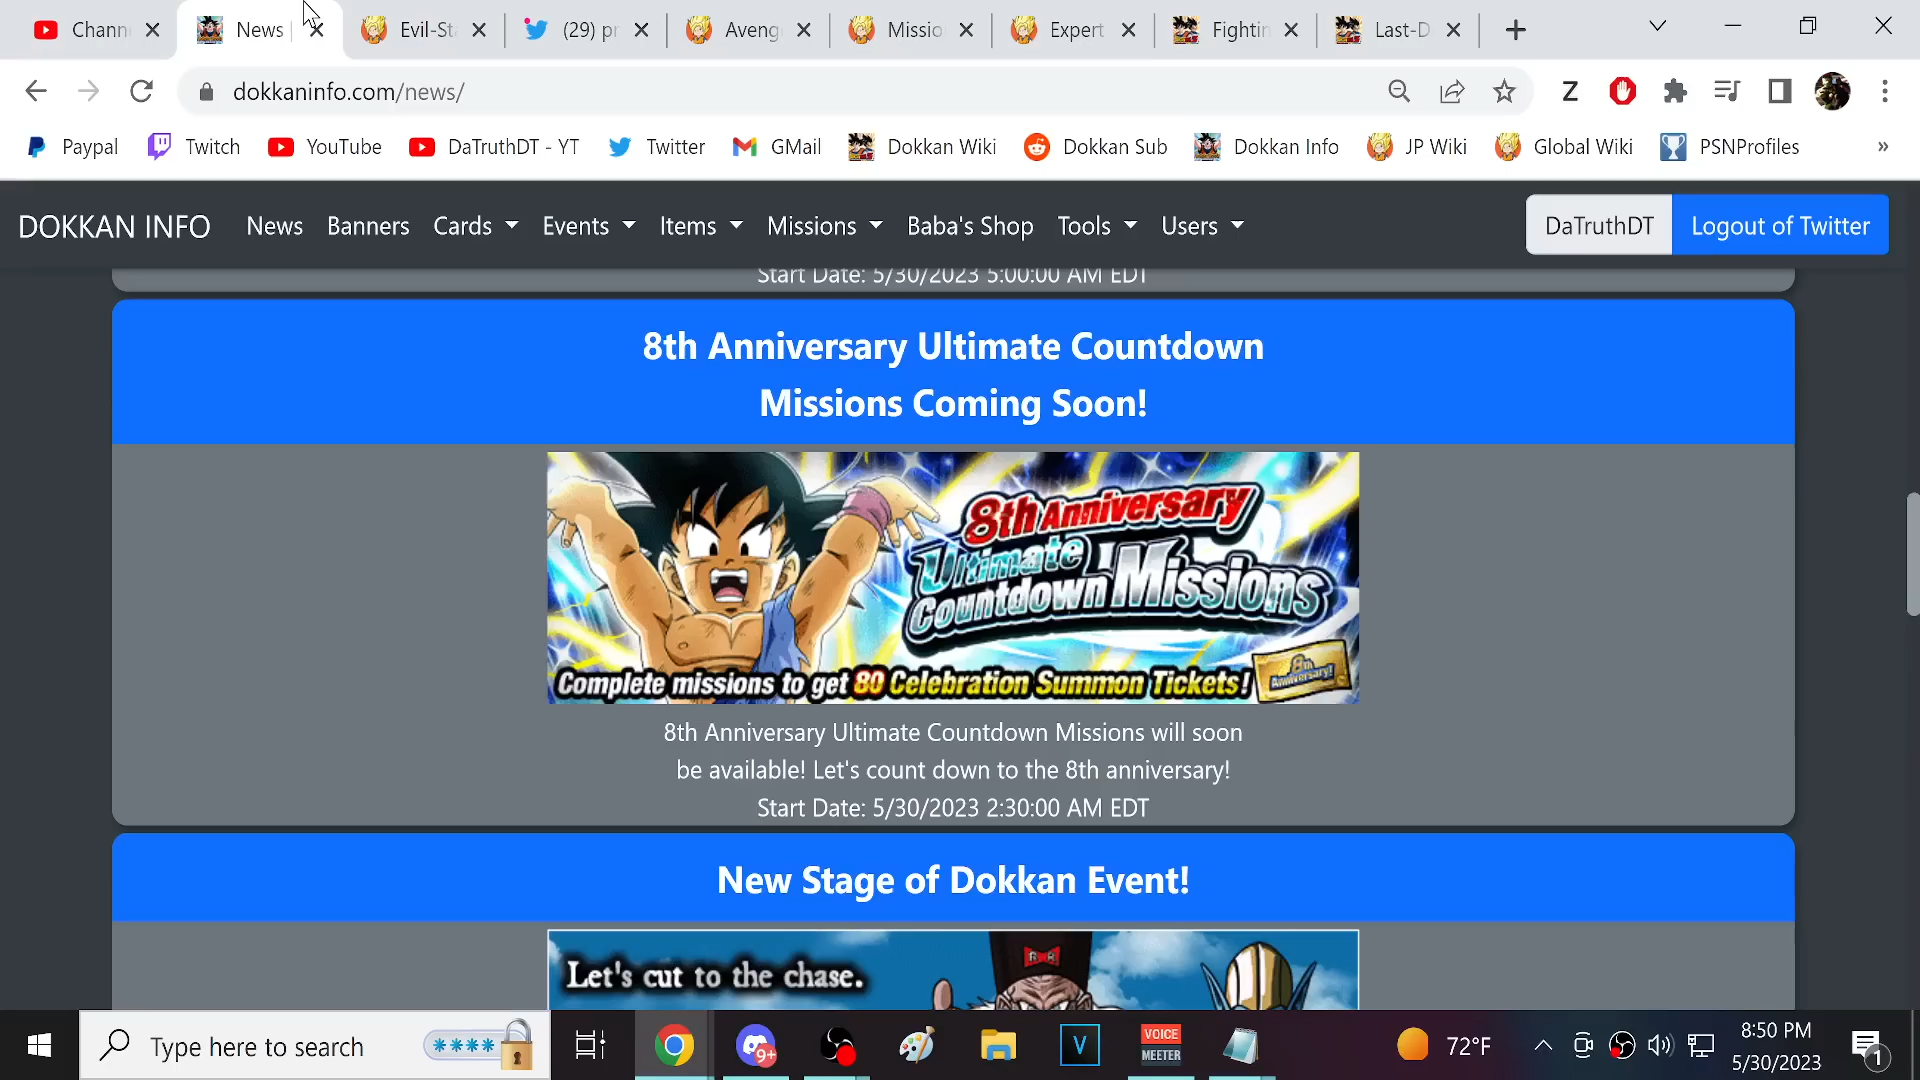 Chann
News
Evil-St
(29) p
Aveng
Missio
Expert
Fightin
Last-D
dokkaninfo.com/news/
Z
Paypal
Twitch
YouTube
DaTruthDT - YT
Twitter
GMail
Dokkan Wiki
Dokkan Sub
Dokkan Info
JP Wiki
Global Wiki
PSNProfiles
»
DOKKAN INFO
News
Banners
Cards
Events
Items
Missions
Baba's Shop
Tools
Users
DaTruthDT
Logout of Twitter
Start Date: 5/30/2023 5:00:00 AM EDT
8th Anniversary Ultimate Countdown
Missions Coming Soon!
8th Anniversary
Ultimate
Countdown Missions
Complete missions to get 80 Celebration Summon Tickets!
8th
Anniversary!
8th Anniversary Ultimate Countdown Missions will soon
be available! Let's count down to the 8th anniversary!
Start Date: 5/30/2023 2:30:00 AM EDT
New Stage of Dokkan Event!
Let's cut to the chase.
Type here to search
****
9+
V
VOICE
MEETER
72°F
8:50 PM
5/30/2023
1